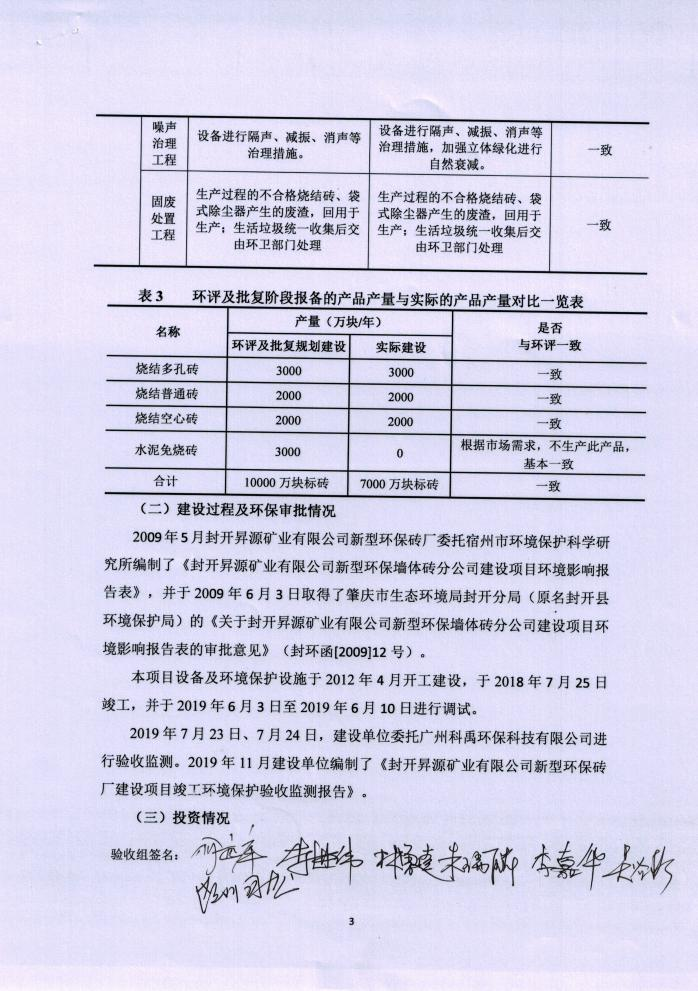 噪声
治理
工程
设备进行隔声、减振、消声等
治理措施。
设备进行隔声、减振、消声等
治理措施，加强立体绿化进行
自然衰减。
一致
固废
处置
工程
生产过程的不合格烧结砖、袋
式除尘器产生的废渣，回用于
生产；生活垃圾统一收集后交
由环卫部门处理
生产过程的不合格烧结砖、袋
式除尘器产生的废渣，回用于
生产；生活垃圾统一收集后交
由环卫部门处理
一致
表 3 环评及批复阶段报备的产品产量与实际的产品产量对比一览表
名称
产量（万块/年）
是否
与环评一致
环评及批复规划建设 实际建设
烧结多孔砖 3000 3000 一致
烧结普通砖 2000 2000 一致
烧结空心砖 2000 2000 一致
水泥免烧砖 3000 0 根据市场需求，不生产此产品，
基本一致
合计 10000 万块标砖 7000 万块标砖 一致
（二）建设过程及环保审批情况
2009 年 5 月封开昇源矿业有限公司新型环保砖厂委托宿州市环境保护科学研
究所编制了《封开昇源矿业有限公司新型环保墙体砖分公司建设项目环境影响报
告表》，并于 2009 年 6 月 3 日取得了肇庆市生态环境局封开分局（原名封开县
环境保护局）的《关于封开昇源矿业有限公司新型环保墙体砖分公司建设项目环
境影响报告表的审批意见》（封环函[2009]12 号）。
本项目设备及环境保护设施于 2012 年 4 月开工建设，于 2018 年 7 月 25 日
竣工，并于 2019 年 6 月 3 日至 2019 年 6 月 10 日进行调试。
2019 年 7 月 23 日、7 月 24 日，建设单位委托广州科禹环保科技有限公司进
行验收监测。2019 年 11 月建设单位编制了《封开昇源矿业有限公司新型环保砖
厂建设项目竣工环境保护验收监测报告》。
（三）投资情况
验收组签名：
李嘉华
3